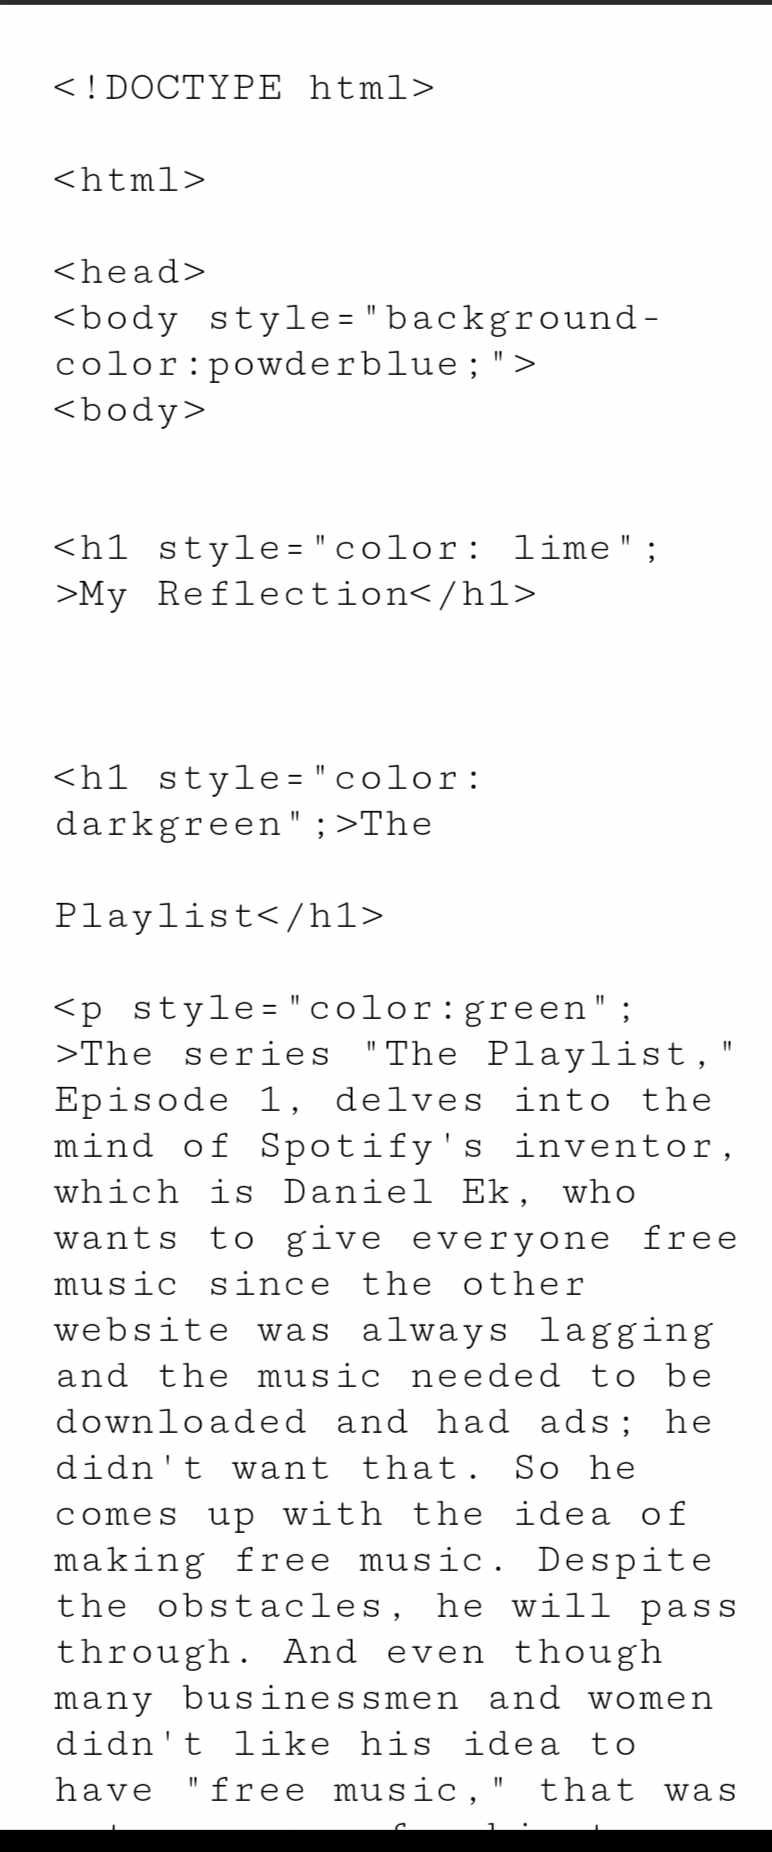 <!DOCTYPE html>
<html>
<head>
<body style="background-
color:powderblue;">
<body>
<h1 style="color: lime";
>My Reflection</h1>
<h1 style="color:
darkgreen";>The
Playlist</h1>
<p style="color:green";
>The series "The Playlist,"
Episode 1, delves into the
mind of Spotify's inventor,
which is Daniel Ek, who
wants to give everyone free
music since the other
website was always lagging
and the music needed to be
downloaded and had ads; he
didn't want that. So he
comes up with the idea of
making free music. Despite
the obstacles, he will pass
through. And even though
many businessmen and women
didn't like his idea to
have "free music," that was